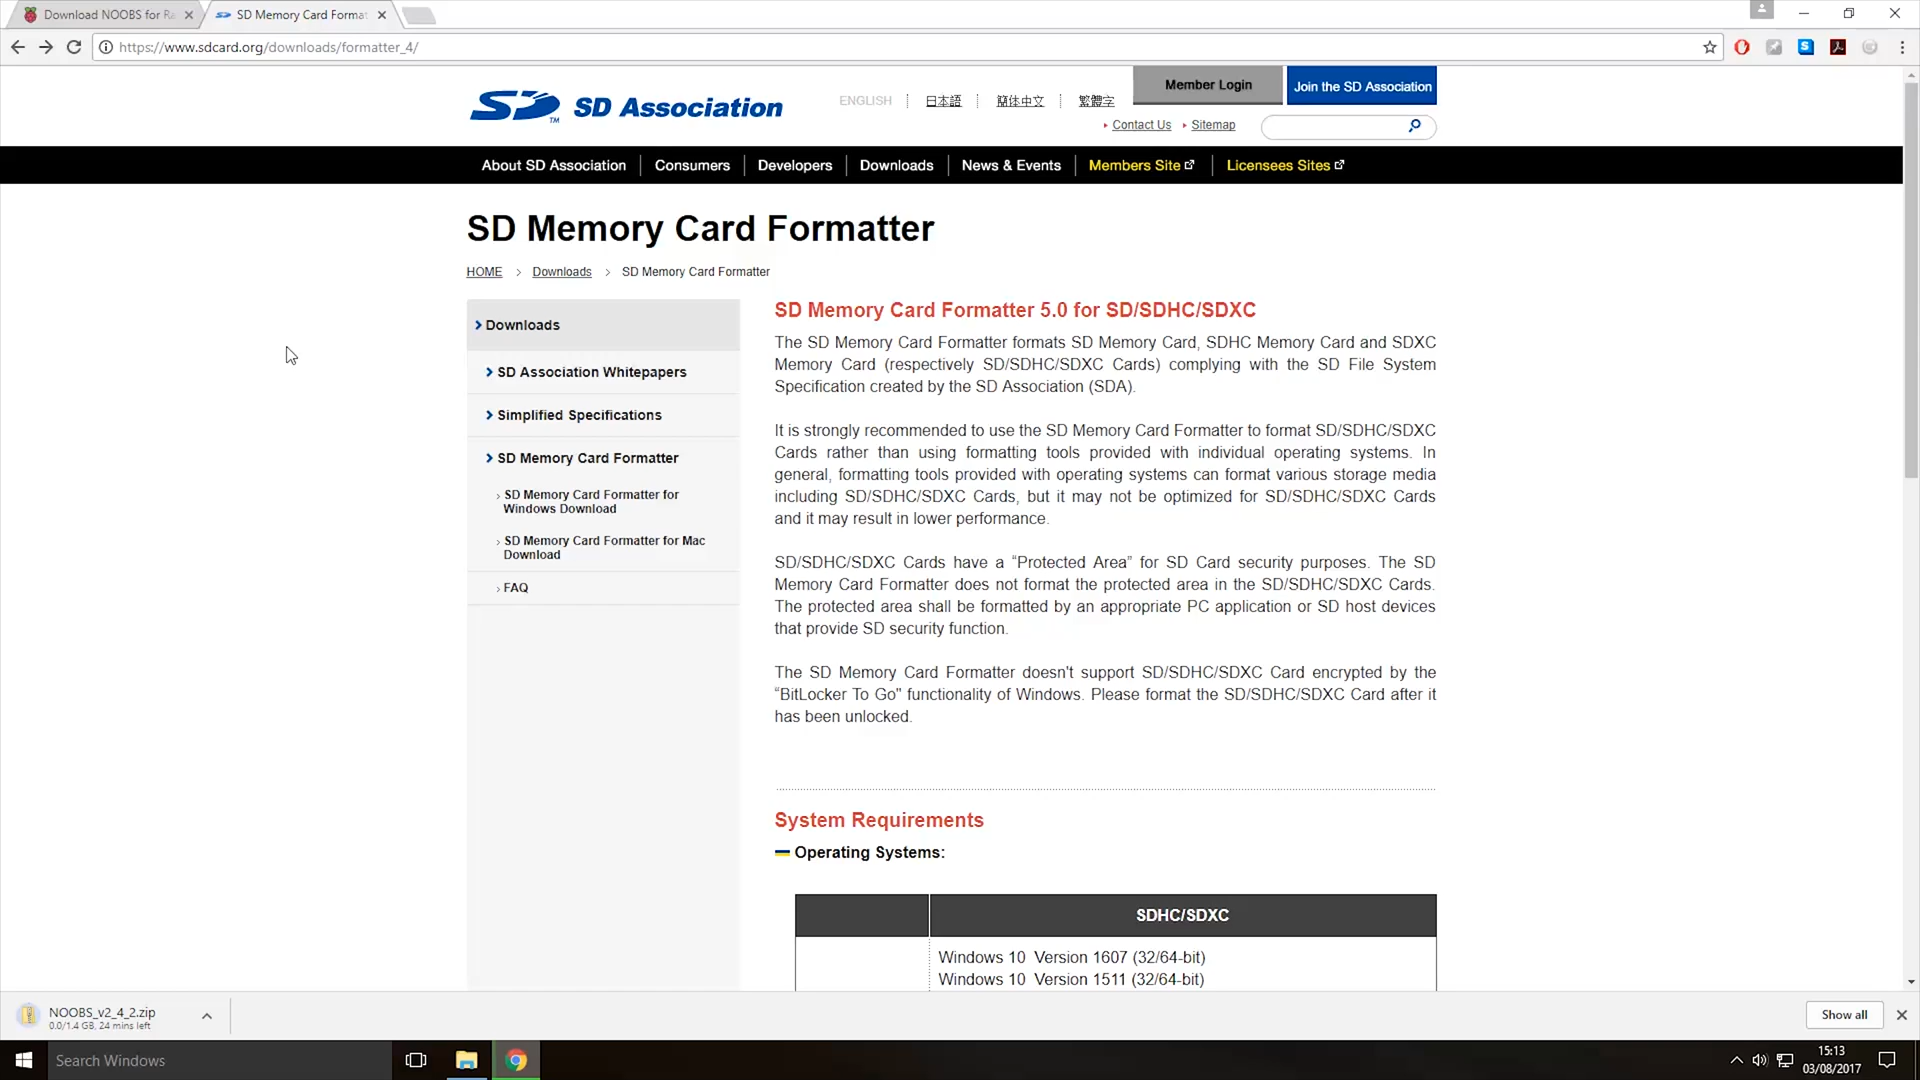 Download NOOBS for Ra
SD Memory Card Format
https://www.sdcard.org/downloads/formatter_4/
SD Association
TM
ENGLISH
日本語
簡体中文
繁體字
Member Login
Join the SD Association
Contact Us
Sitemap
About SD Association
Consumers
Developers
Downloads
News & Events
Members Site
Licensees Sites
SD Memory Card Formatter
HOME > Downloads > SD Memory Card Formatter
Downloads
SD Association Whitepapers
Simplified Specifications
SD Memory Card Formatter
SD Memory Card Formatter for
Windows Download
SD Memory Card Formatter for Mac
Download
FAQ
SD Memory Card Formatter 5.0 for SD/SDHC/SDXC
The SD Memory Card Formatter formats SD Memory Card, SDHC Memory Card and SDXC
Memory Card (respectively SD/SDHC/SDXC Cards) complying with the SD File System
Specification created by the SD Association (SDA).
It is strongly recommended to use the SD Memory Card Formatter to format SD/SDHC/SDXC
Cards rather than using formatting tools provided with individual operating systems. In
general, formatting tools provided with operating systems can format various storage media
including SD/SDHC/SDXC Cards, but it may not be optimized for SD/SDHC/SDXC Cards
and it may result in lower performance.
SD/SDHC/SDXC Cards have a “Protected Area” for SD Card security purposes. The SD
Memory Card Formatter does not format the protected area in the SD/SDHC/SDXC Cards.
The protected area shall be formatted by an appropriate PC application or SD host devices
that provide SD security function.
The SD Memory Card Formatter doesn't support SD/SDHC/SDXC Card encrypted by the
“BitLocker To Go” functionality of Windows. Please format the SD/SDHC/SDXC Card after it
has been unlocked.
System Requirements
Operating Systems:
SDHC/SDXC
Windows 10 Version 1607 (32/64-bit)
Windows 10 Version 1511 (32/64-bit)
NOOBS_v2_4_2.zip
0.0/1.4 GB, 24 mins left
Show all
Search Windows
15:13
03/08/2017